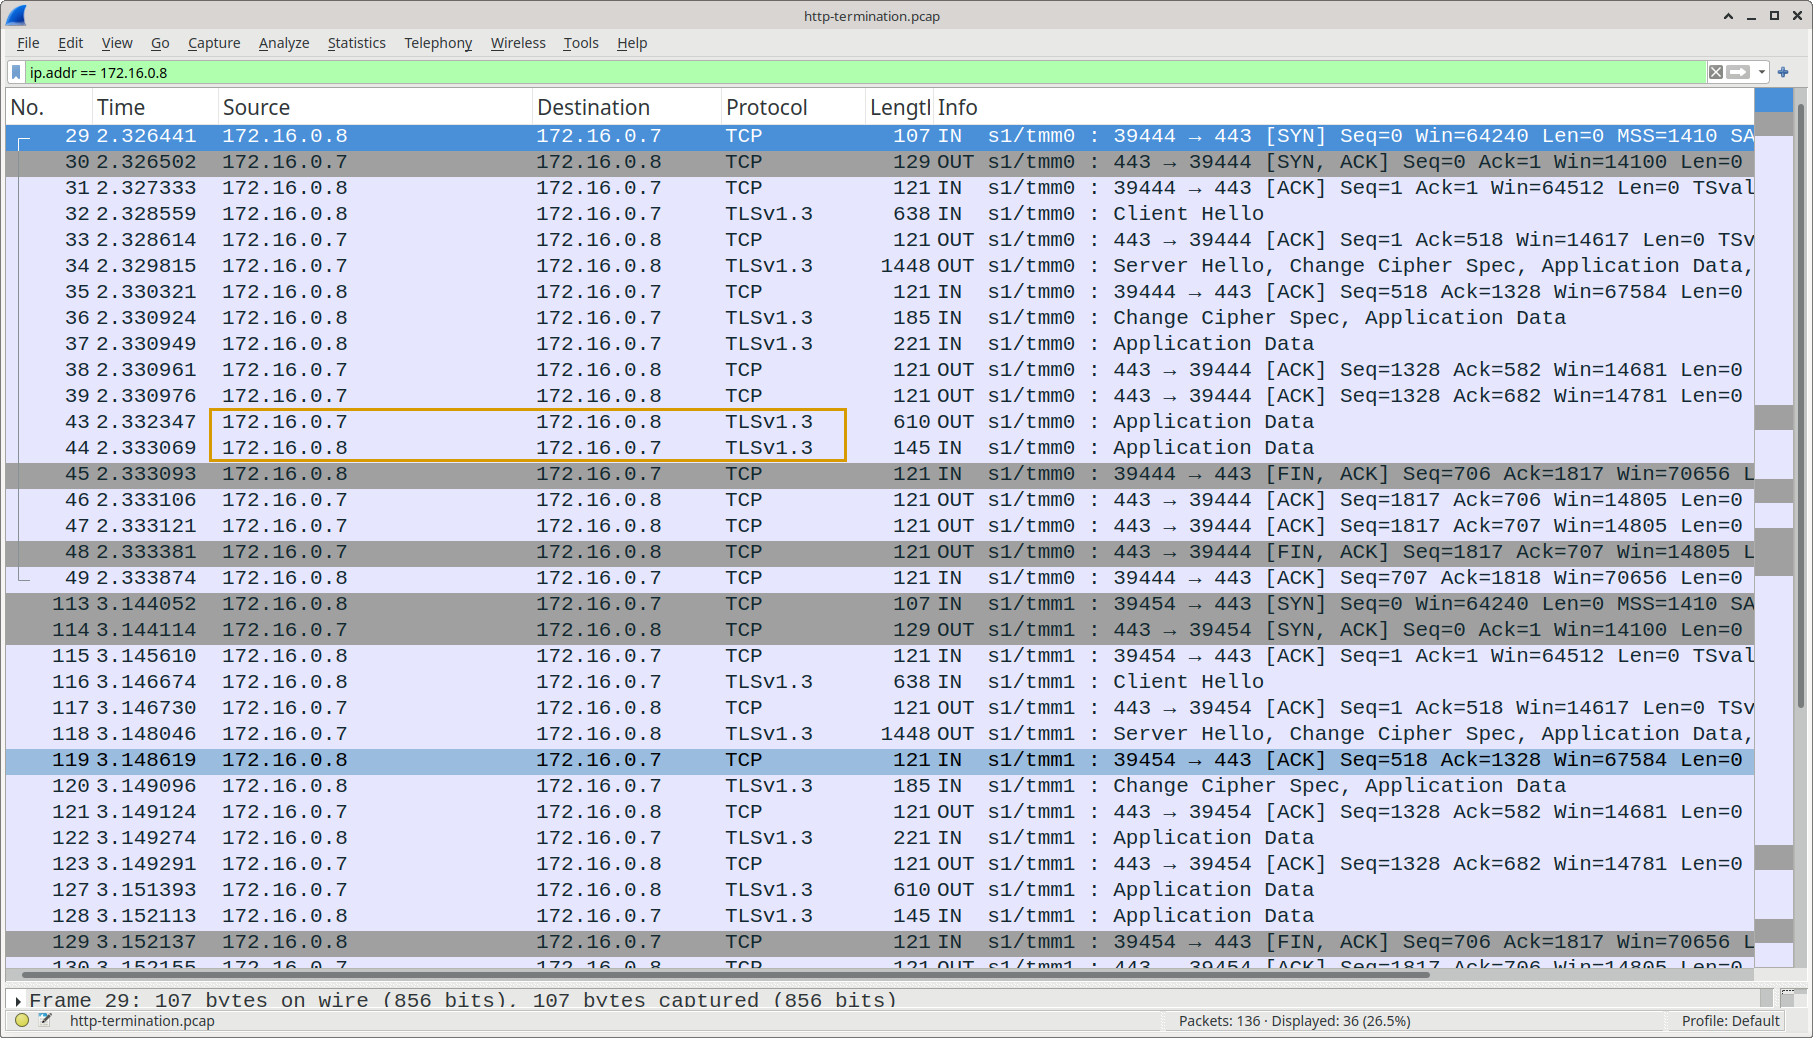 http-termination.pcap
File Edit View Go Capture Analyze Statistics Telephony Wireless Tools Help
ip.addr == 172.16.0.8
No. Time Source Destination Protocol Lengtl Info
29 2.326441 172.16.0.8 172.16.0.7 TCP 107 IN s1/tmm0 : 39444 → 443 [SYN] Seq=0 Win=64240 Len=0 MSS=1410 SA
30 2.326502 172.16.0.7 172.16.0.8 TCP 129 OUT s1/tmm0 : 443 → 39444 [SYN, ACK] Seq=0 Ack=1 Win=14100 Len=0
31 2.327333 172.16.0.8 172.16.0.7 TCP 121 IN s1/tmm0 : 39444 → 443 [ACK] Seq=1 Ack=1 Win=64512 Len=0 TSval
32 2.328559 172.16.0.8 172.16.0.7 TLSv1.3 638 IN s1/tmm0 : Client Hello
33 2.328614 172.16.0.7 172.16.0.8 TCP 121 OUT s1/tmm0 : 443 → 39444 [ACK] Seq=1 Ack=518 Win=14617 Len=0 TSv
34 2.329815 172.16.0.7 172.16.0.8 TLSv1.3 1448 OUT s1/tmm0 : Server Hello, Change Cipher Spec, Application Data,
35 2.330321 172.16.0.8 172.16.0.7 TCP 121 IN s1/tmm0 : 39444 → 443 [ACK] Seq=518 Ack=1328 Win=67584 Len=0
36 2.330924 172.16.0.8 172.16.0.7 TLSv1.3 185 IN s1/tmm0 : Change Cipher Spec, Application Data
37 2.330949 172.16.0.8 172.16.0.7 TLSv1.3 221 IN s1/tmm0 : Application Data
38 2.330961 172.16.0.7 172.16.0.8 TCP 121 OUT s1/tmm0 : 443 → 39444 [ACK] Seq=1328 Ack=582 Win=14681 Len=0
39 2.330976 172.16.0.7 172.16.0.8 TCP 121 OUT s1/tmm0 : 443 → 39444 [ACK] Seq=1328 Ack=682 Win=14781 Len=0
43 2.332347 172.16.0.7 172.16.0.8 TLSv1.3 610 OUT s1/tmm0 : Application Data
44 2.333069 172.16.0.8 172.16.0.7 TLSv1.3 145 IN s1/tmm0 : Application Data
45 2.333093 172.16.0.8 172.16.0.7 TCP 121 IN s1/tmm0 : 39444 → 443 [FIN, ACK] Seq=706 Ack=1817 Win=70656 L
46 2.333106 172.16.0.7 172.16.0.8 TCP 121 OUT s1/tmm0 : 443 → 39444 [ACK] Seq=1817 Ack=706 Win=14805 Len=0
47 2.333121 172.16.0.7 172.16.0.8 TCP 121 OUT s1/tmm0 : 443 → 39444 [ACK] Seq=1817 Ack=707 Win=14805 Len=0
48 2.333381 172.16.0.7 172.16.0.8 TCP 121 OUT s1/tmm0 : 443 → 39444 [FIN, ACK] Seq=1817 Ack=707 Win=14805 L
49 2.333874 172.16.0.8 172.16.0.7 TCP 121 IN s1/tmm0 : 39444 → 443 [ACK] Seq=707 Ack=1818 Win=70656 Len=0
113 3.144052 172.16.0.8 172.16.0.7 TCP 107 IN s1/tmm1 : 39454 → 443 [SYN] Seq=0 Win=64240 Len=0 MSS=1410 SA
114 3.144114 172.16.0.7 172.16.0.8 TCP 129 OUT s1/tmm1 : 443 → 39454 [SYN, ACK] Seq=0 Ack=1 Win=14100 Len=0
115 3.145610 172.16.0.8 172.16.0.7 TCP 121 IN s1/tmm1 : 39454 → 443 [ACK] Seq=1 Ack=1 Win=64512 Len=0 TSval
116 3.146674 172.16.0.8 172.16.0.7 TLSv1.3 638 IN s1/tmm1 : Client Hello
117 3.146730 172.16.0.7 172.16.0.8 TCP 121 OUT s1/tmm1 : 443 → 39454 [ACK] Seq=1 Ack=518 Win=14617 Len=0 TSv
118 3.148046 172.16.0.7 172.16.0.8 TLSv1.3 1448 OUT s1/tmm1 : Server Hello, Change Cipher Spec, Application Data,
119 3.148619 172.16.0.8 172.16.0.7 TCP 121 IN s1/tmm1 : 39454 → 443 [ACK] Seq=518 Ack=1328 Win=67584 Len=0
120 3.149096 172.16.0.8 172.16.0.7 TLSv1.3 185 IN s1/tmm1 : Change Cipher Spec, Application Data
121 3.149124 172.16.0.7 172.16.0.8 TCP 121 OUT s1/tmm1 : 443 → 39454 [ACK] Seq=1328 Ack=582 Win=14681 Len=0
122 3.149274 172.16.0.8 172.16.0.7 TLSv1.3 221 IN s1/tmm1 : Application Data
123 3.149291 172.16.0.7 172.16.0.8 TCP 121 OUT s1/tmm1 : 443 → 39454 [ACK] Seq=1328 Ack=682 Win=14781 Len=0
127 3.151393 172.16.0.7 172.16.0.8 TLSv1.3 610 OUT s1/tmm1 : Application Data
128 3.152113 172.16.0.8 172.16.0.7 TLSv1.3 145 IN s1/tmm1 : Application Data
129 3.152137 172.16.0.8 172.16.0.7 TCP 121 IN s1/tmm1 : 39454 → 443 [FIN, ACK] Seq=706 Ack=1817 Win=70656 L
130 3.152155 172.16.0.7 172.16.0.8 TCP 121 OUT s1/tmm1 : 443 → 39454 [ACK] Seq=1817 Ack=706 Win=14805 Len=0
Frame 29: 107 bytes on wire (856 bits), 107 bytes captured (856 bits)
http-termination.pcap Packets: 136 · Displayed: 36 (26.5%) Profile: Default